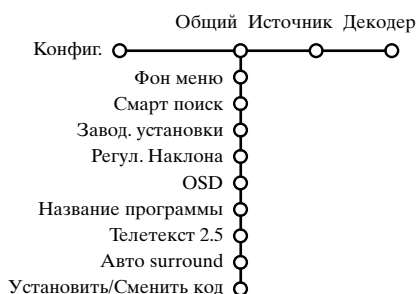 Общий Источник Декодер
Конфиг.
Фон меню
Смарт поиск
Завод. установки
Регул. Наклона
OSD
Название программы
Телетекст 2.5
Авто surround
Установить/Сменить код